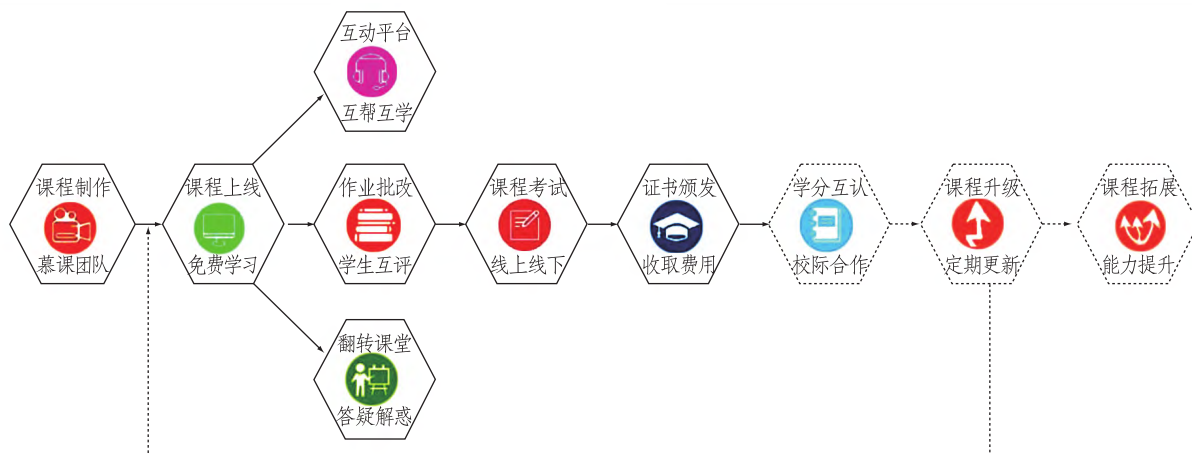 互动平台
互帮互学
课程制作
慕课团队
课程上线
免费学习
作业批改
学生互评
课程考试
线上线下
证书颁发
收取费用
学分互认
校际合作
课程升级
定期更新
课程拓展
能力提升
翻转课堂
答疑解惑